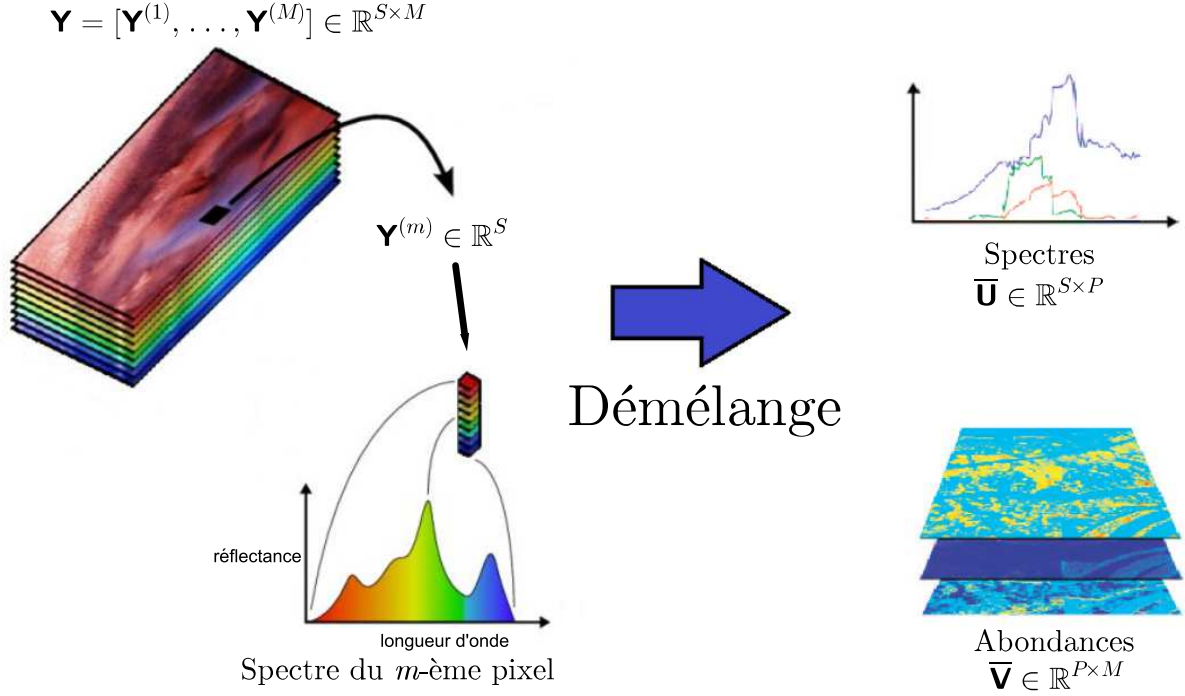 𝐘 = [𝐘⁽¹⁾, . . . , 𝐘⁽ᴹ⁾] ∈ ℝ^{S×M}
𝐘⁽ᵐ⁾ ∈ ℝ^S
Démélange
réflectance
longueur d'onde
Spectre du m-ème pixel
Spectres
𝐔̅ ∈ ℝ^{S×P}
Abondances
𝐕̅ ∈ ℝ^{P×M}